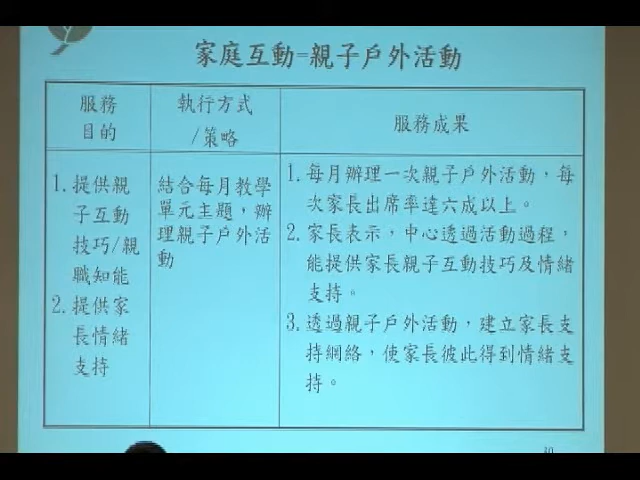 家庭互動=親子戶外活動
服務
目的
執行方式
/策略
服務成果
1. 提供親
子互動
技巧/親
職知能
2. 提供家
長情緒
支持
結合每月教學
單元主題，辦
理親子戶外活
動
1. 每月辦理一次親子戶外活動，每
次家長出席率達六成以上。
2. 家長表示，中心透過活動過程，
能提供家長親子互動技巧及情緒
支持。
3. 透過親子戶外活動，建立家長支
持網絡，使家長彼此得到情緒支
持。